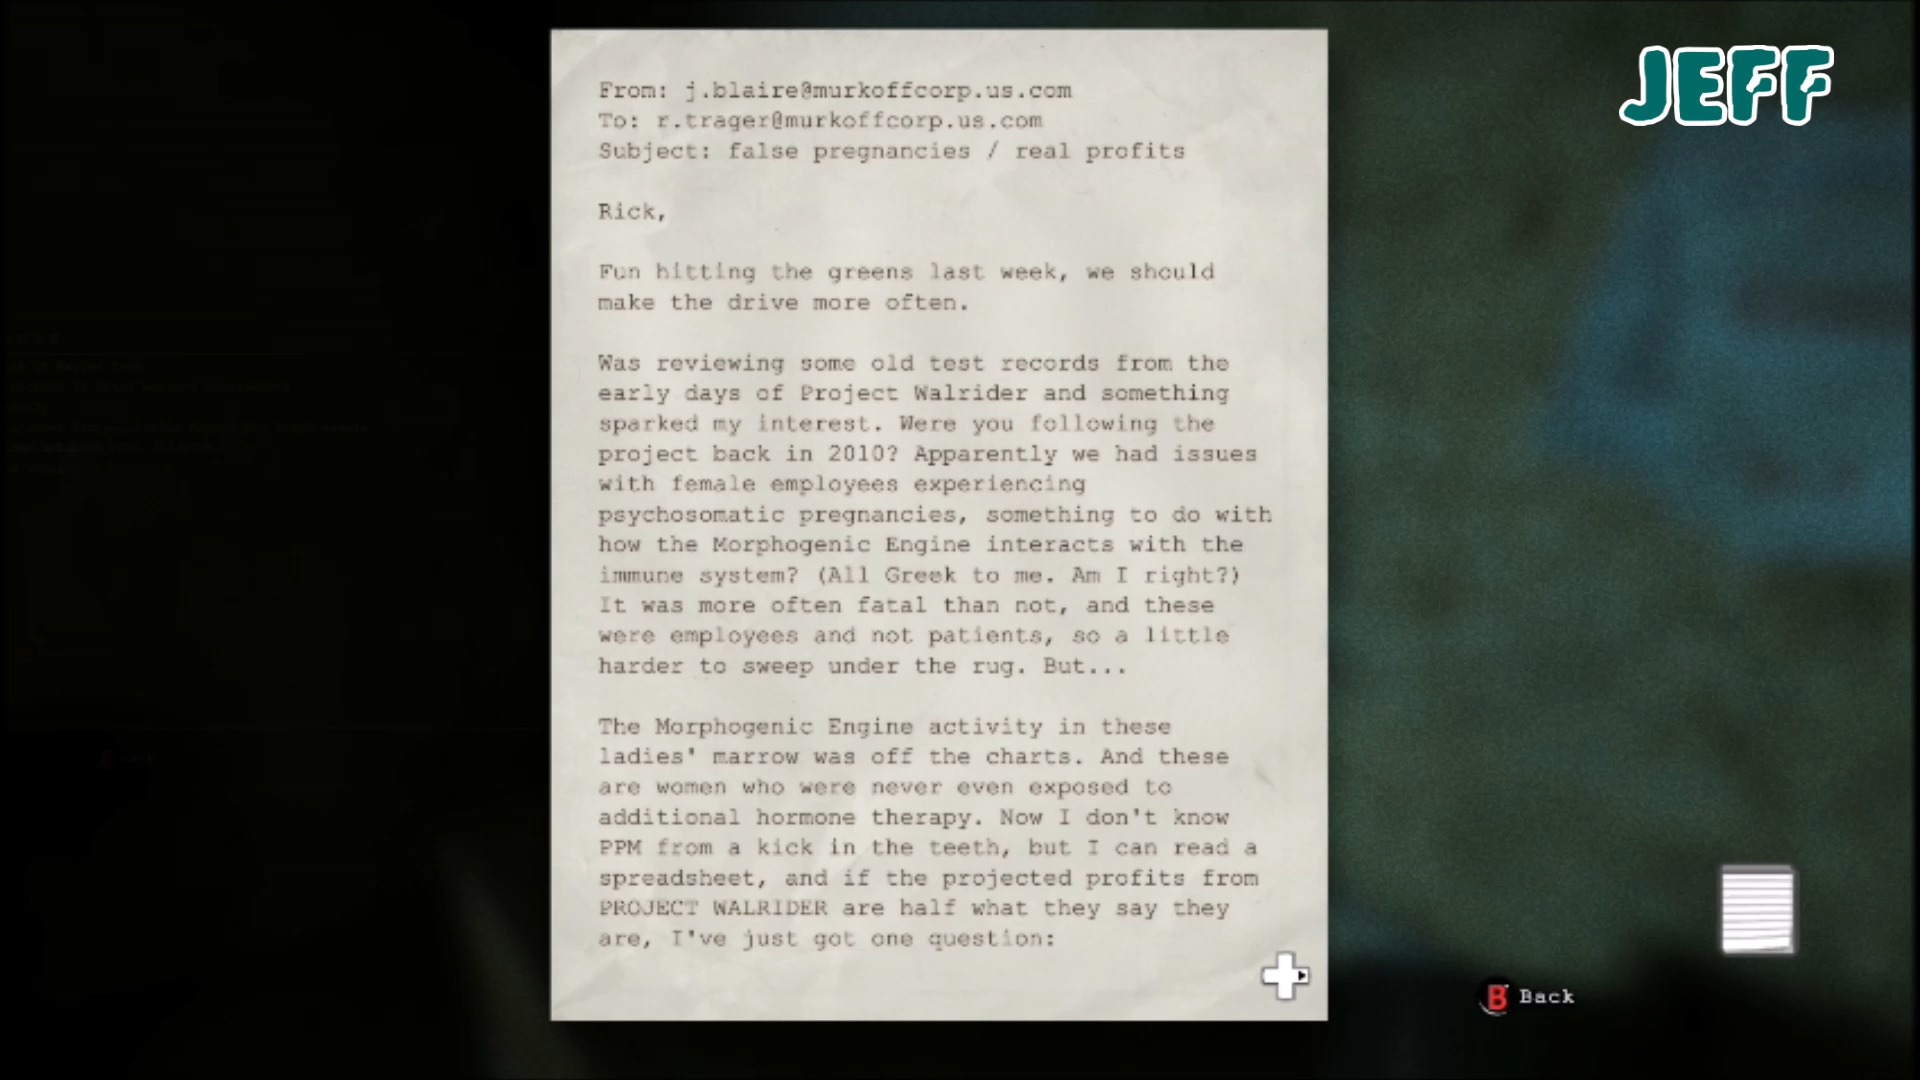 JEFF
From: j.blaire@murkoffcorp.us.com
To: r.trager@murkoffcorp.us.com
Subject: false pregnancies / real profits
Rick,
Fun hitting the greens last week, we should
make the drive more often.
Was reviewing some old test records from the
early days of Project Walrider and something
sparked my interest. Were you following the
project back in 2010? Apparently we had issues
with female employees experiencing
psychosomatic pregnancies, something to do with
how the Morphogenic Engine interacts with the
immune system? (All Greek to me. Am I right?)
It was more often fatal than not, and these
were employees and not patients, so a little
harder to sweep under the rug. But...
The Morphogenic Engine activity in these
ladies' marrow was off the charts. And these
are women who were never even exposed to
additional hormone therapy. Now I don't know
PPM from a kick in the teeth, but I can read a
spreadsheet, and if the projected profits from
PROJECT WALRIDER are half what they say they
are, I've just got one question:
B Back